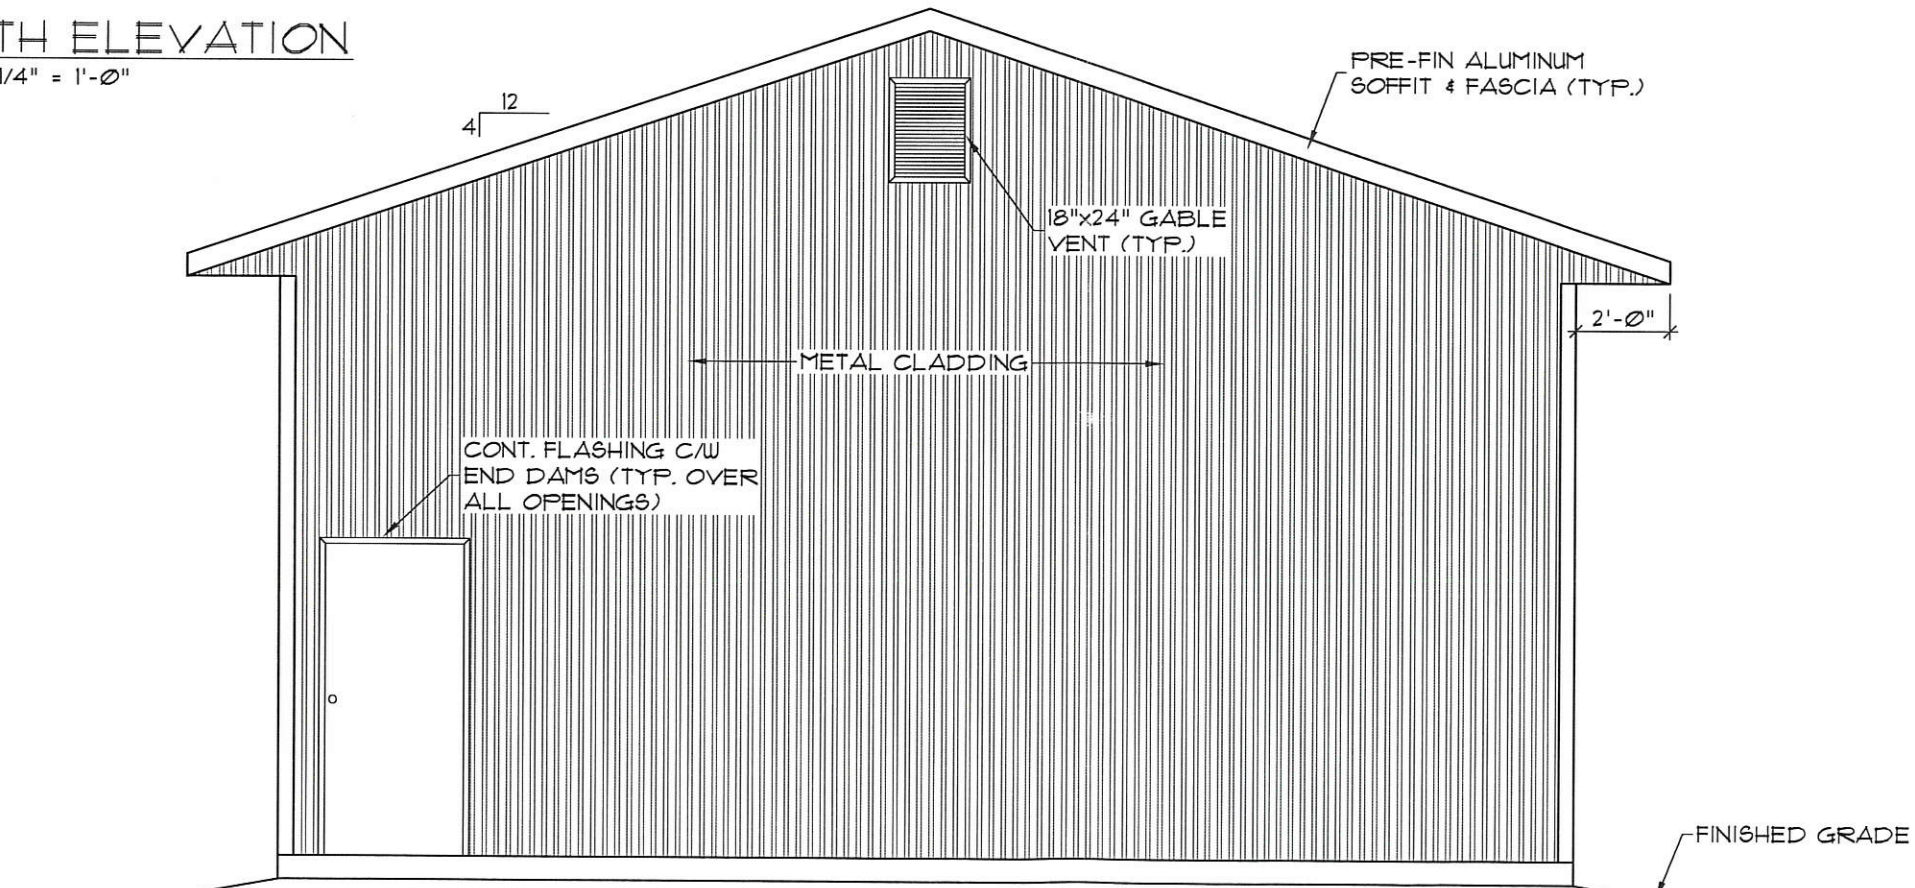 TH ELEVATION
1/4" = 1'-Ø"
12
4
PRE-FIN ALUMINUM
SOFFIT & FASCIA (TYP.)
18"x24" GABLE
VENT (TYP.)
2'-Ø"
METAL CLADDING
CONT. FLASHING C/W
END DAMS (TYP. OVER
ALL OPENINGS)
FINISHED GRADE